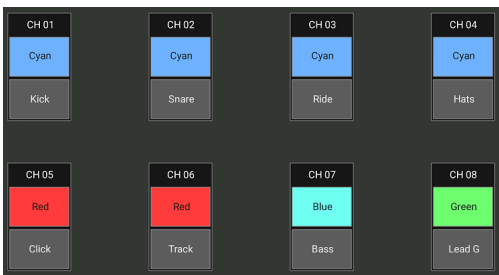 CH 01 CH 02 CH 03 CH 04
Cyan Cyan Cyan Cyan
Kick Snare Ride Hats
CH 05 CH 06 CH 07 CH 08
Red Red Blue Green
Click Track Bass Lead G